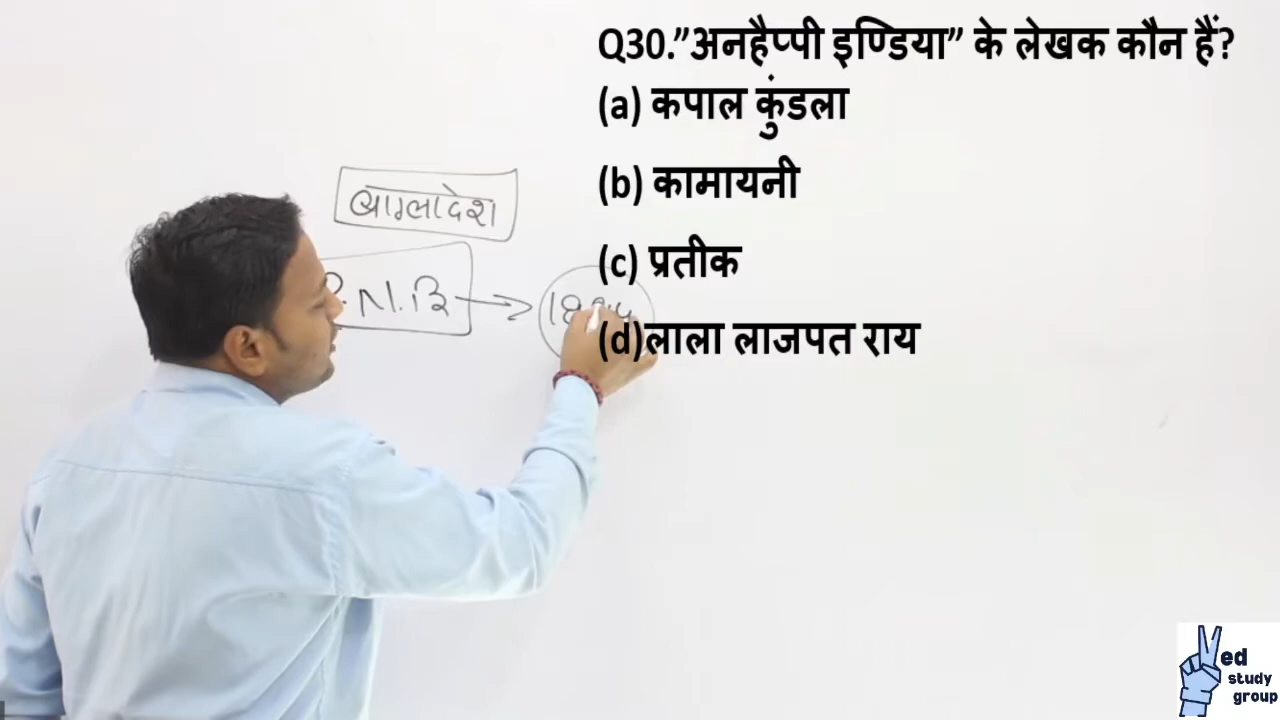 Q30.”अनहैप्पी इण्डिया” के लेखक कौन हैं?
(a) कपाल कुंडला
(b) कामायनी
(c) प्रतीक
(d)लाला लाजपत राय
बाग्लादेश
.N.B
ed
study
group